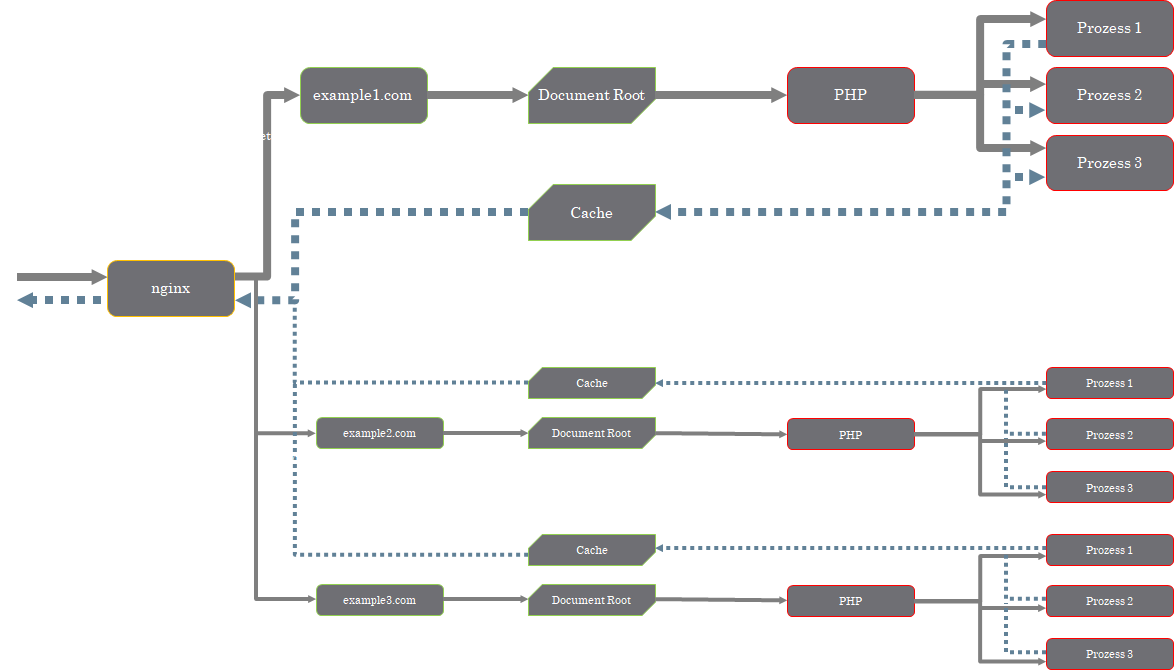 Prozess 1
example1.com
Document Root
PHP
Prozess 2
Prozess 3
Cache
nginx
Cache
Prozess 1
example2.com
Document Root
PHP
Prozess 2
Prozess 3
Cache
Prozess 1
example3.com
Document Root
PHP
Prozess 2
Prozess 3